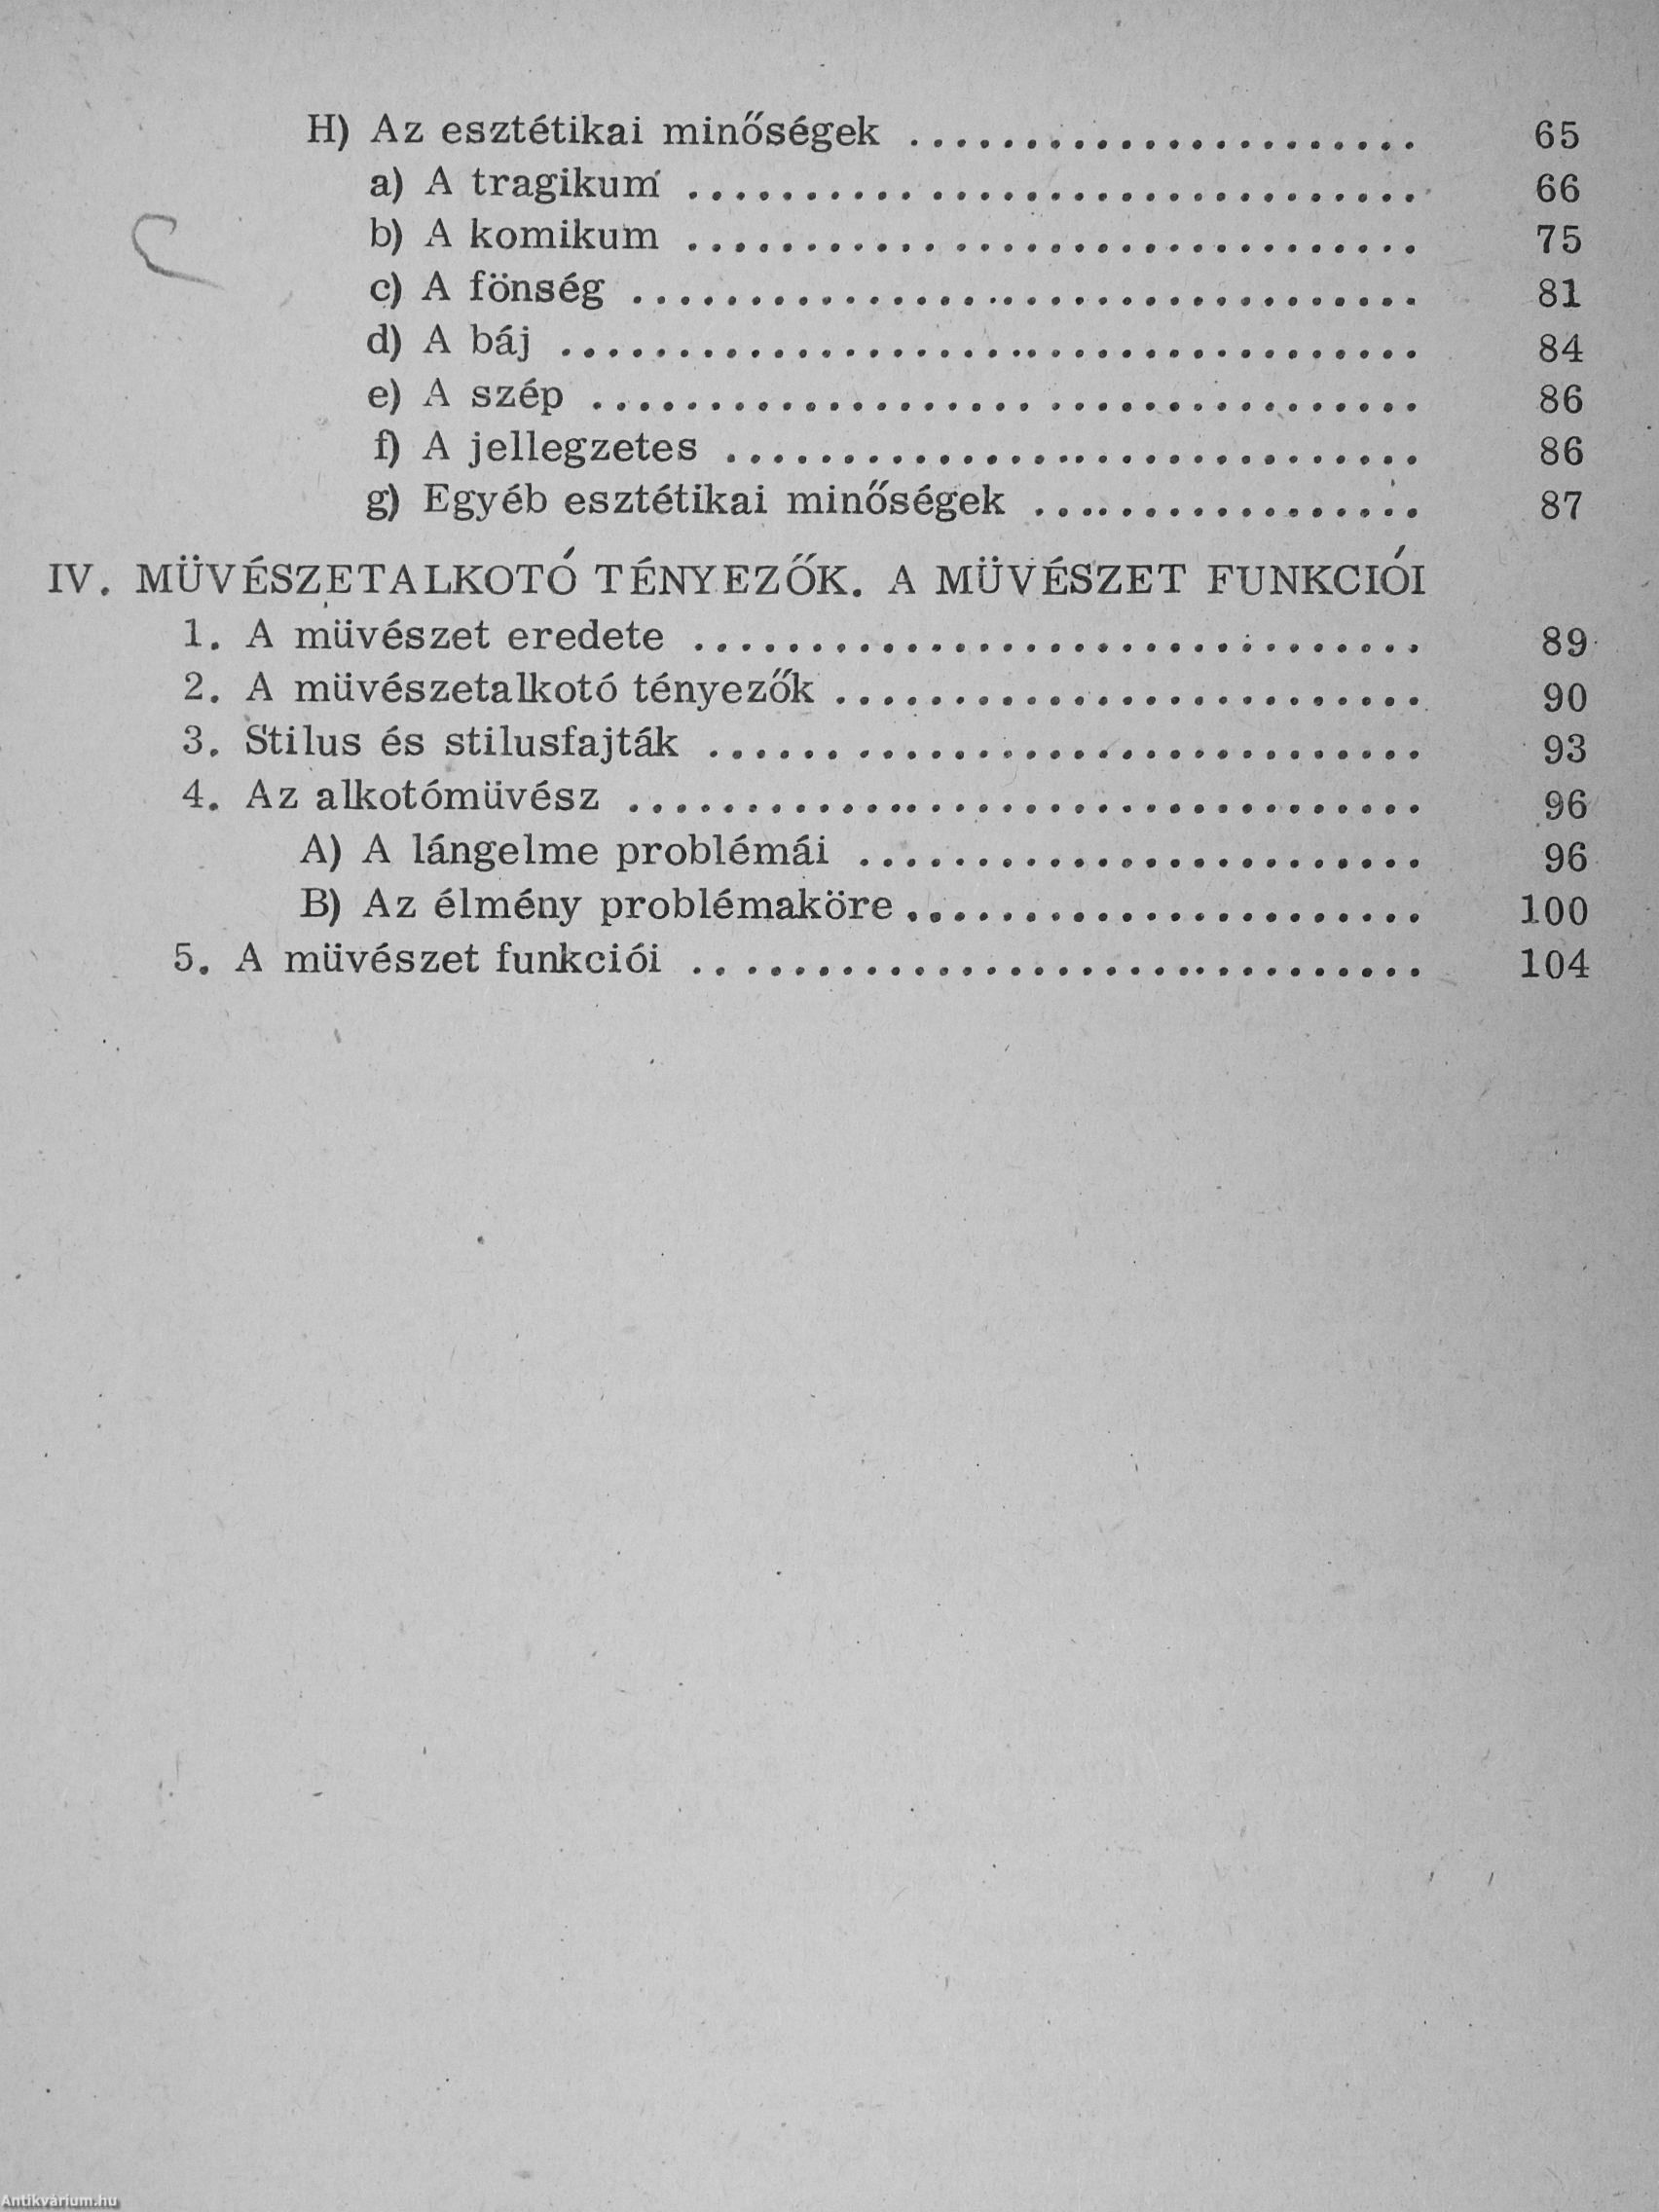 H) Az esztétikai minőségek ...................... 65
a) A tragikum ............................... 66
b) A komikum ............................... 75
c) A fönség .................................. 81
d) A báj ..................................... 84
e) A szép ................................... 86
f) A jellegzetes .............................. 86
g) Egyéb esztétikai minőségek ................. 87
IV. MÜVÉSZETALKOTÓ TÉNYEZŐK. A MÜVÉSZET FUNKCIÓI
1. A müvészet eredete ............................... 89
2. A müvészetalkotó tényezők ......................... 90
3. Stilus és stilusfajták .............................. 93
4. Az alkotómüvész .................................. 96
A) A lángelme problémái ........................ 96
B) Az élmény problémaköre ...................... 100
5. A müvészet funkciói ............................... 104
Antikvárium.hu